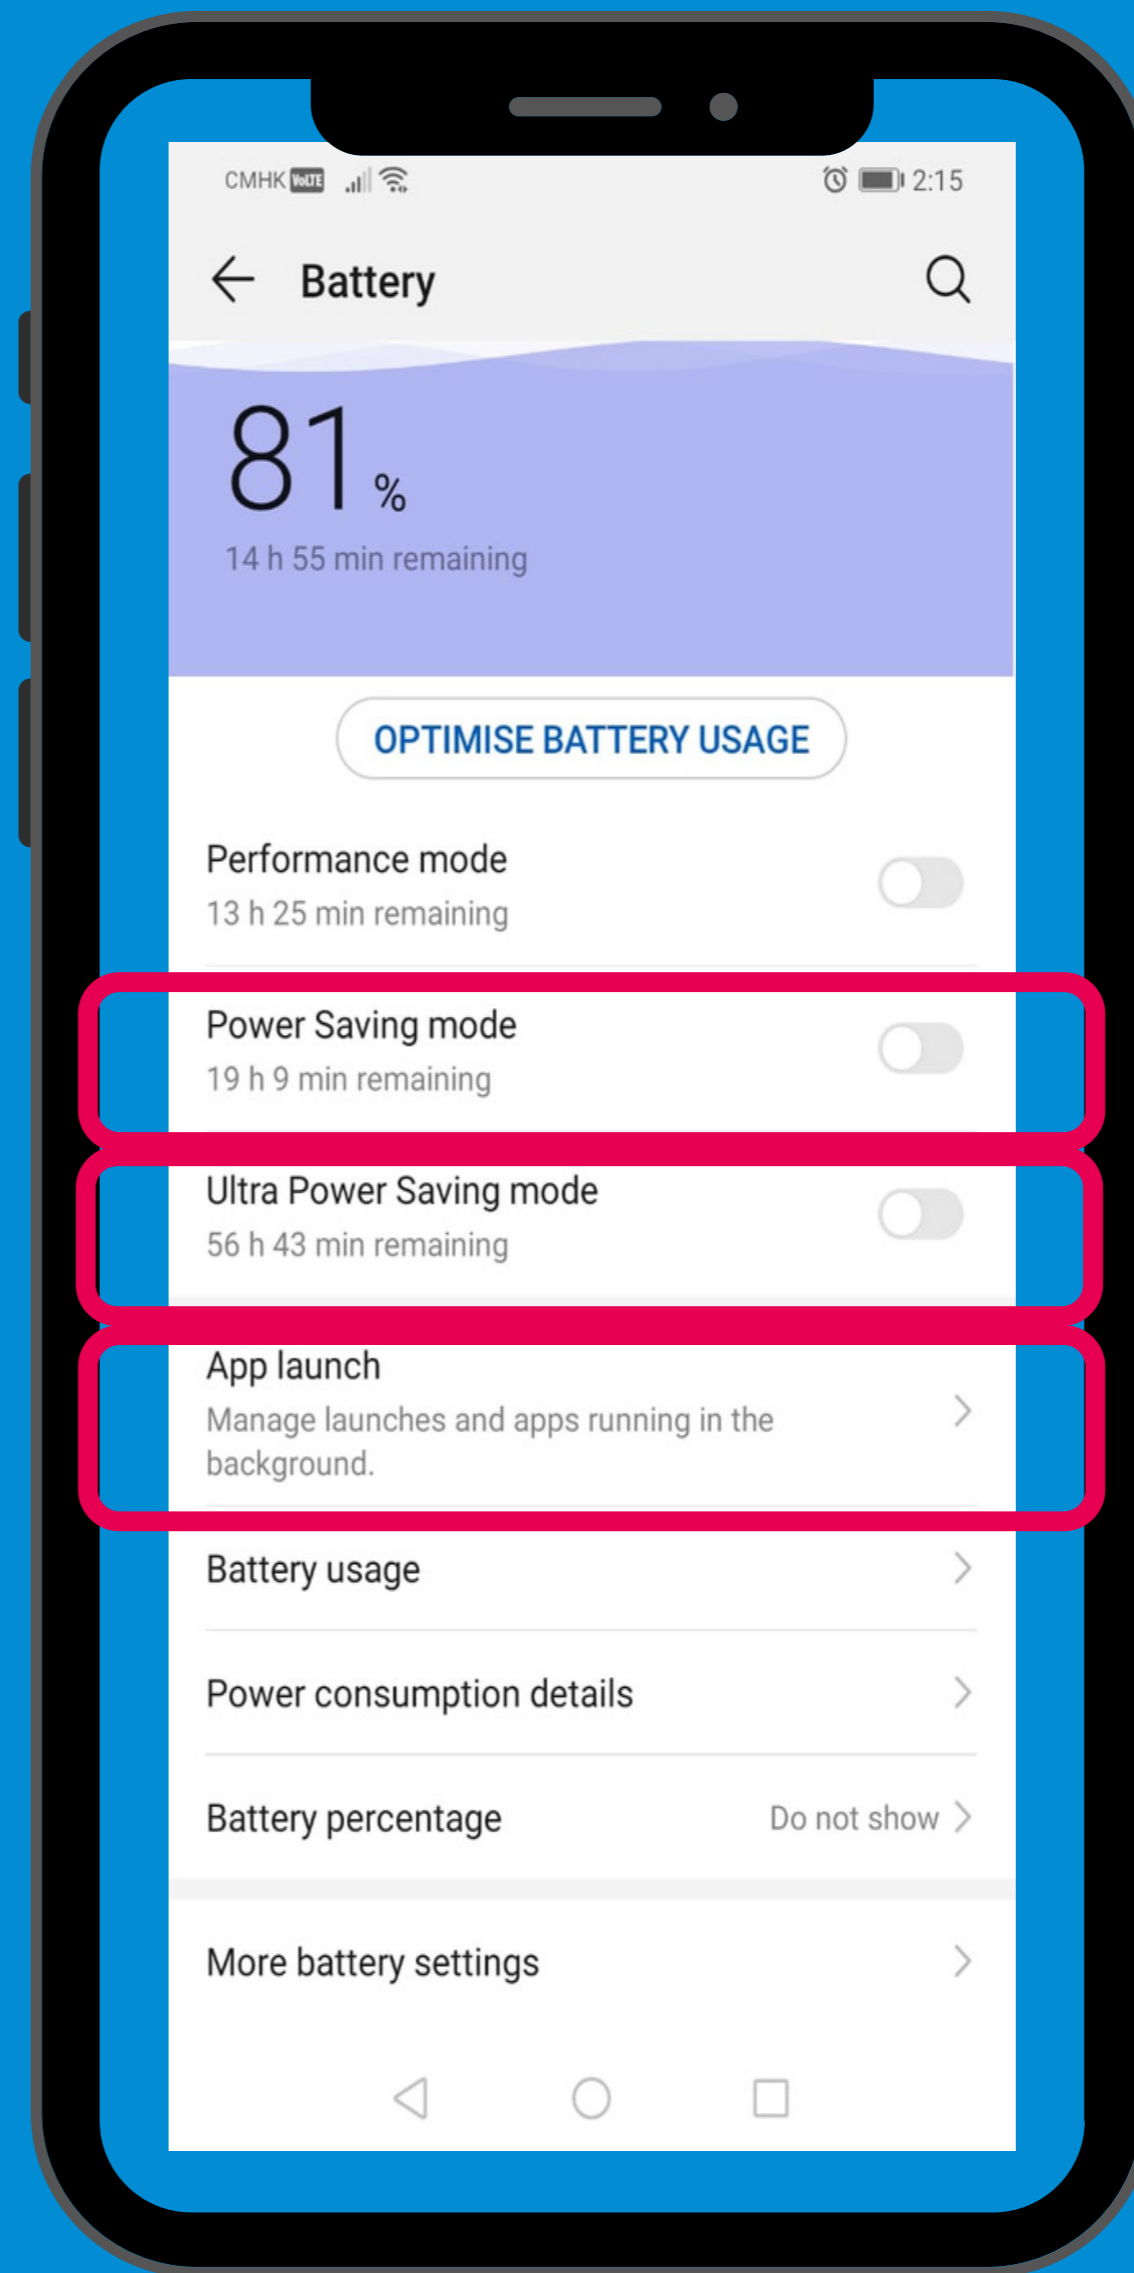 CMHK VoLTE 2:15
Battery
81 %
14 h 55 min remaining
OPTIMISE BATTERY USAGE
Performance mode
13 h 25 min remaining
Power Saving mode
19 h 9 min remaining
Ultra Power Saving mode
56 h 43 min remaining
App launch
Manage launches and apps running in the
background.
Battery usage
Power consumption details
Battery percentage Do not show
More battery settings